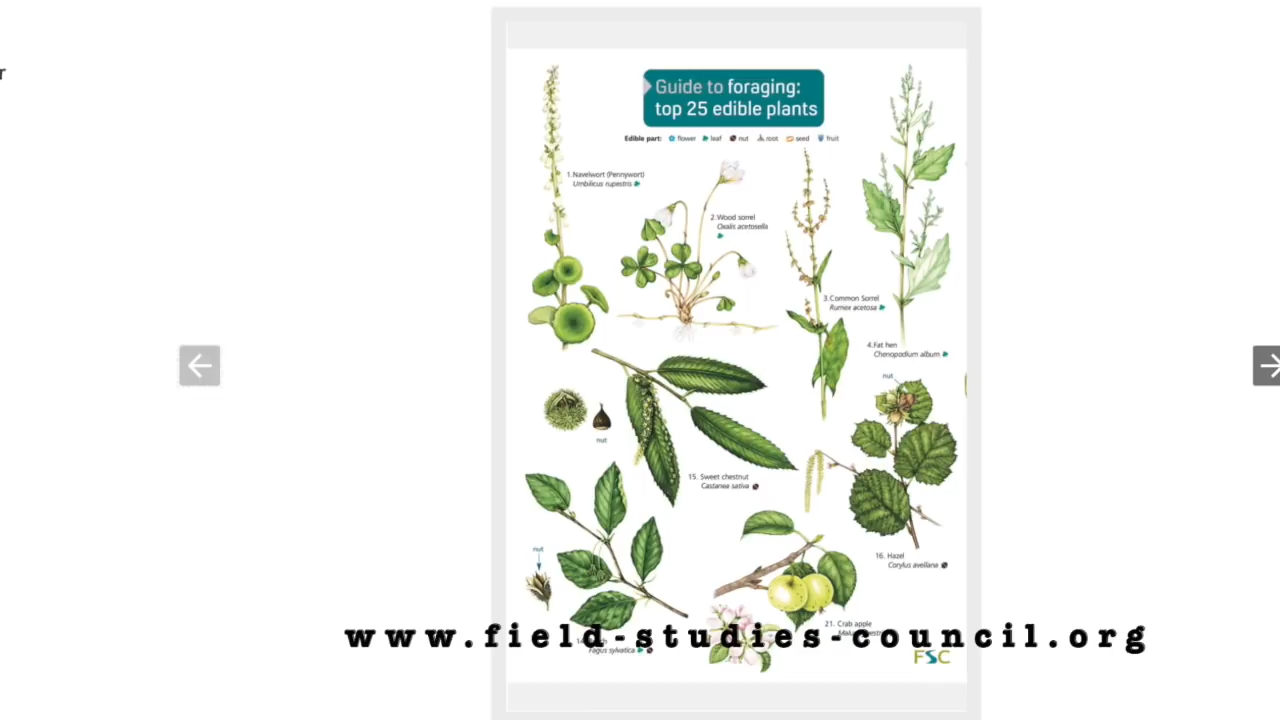 r
Guide to foraging:
top 25 edible plants
Edible part: flower leaf nut root seed fruit
1. Navelwort (Pennywort)
Umbilicus rupestris
2. Wood sorrel
Oxalis acetosella
3. Common Sorrel
Rumex acetosa
4. Fat hen
Chenopodium album
nut
nut
15. Sweet chestnut
Castanea sativa
16. Hazel
Corylus avellana
nut
21. Crab apple
www.field-studies-council.org
Fagus sylvatica
FSC